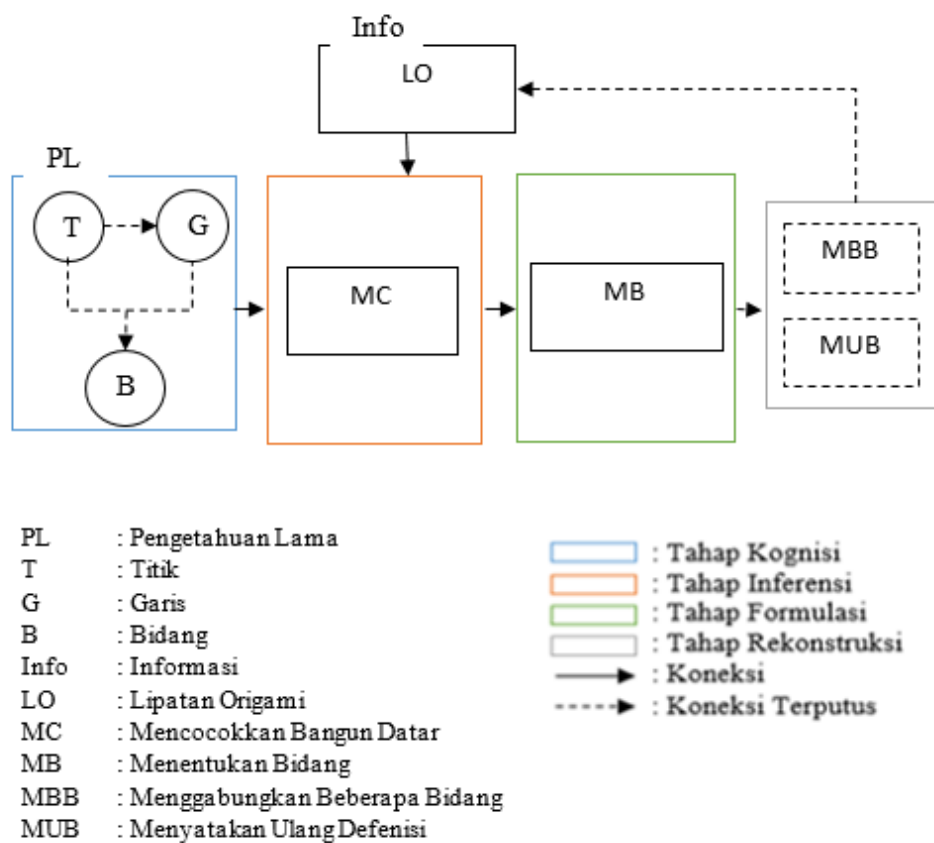 Info
LO
PL
T
G
MC
MB
MBB
MUB
B
PL : Pengetahuan Lama
T : Titik
G : Garis
B : Bidang
Info : Informasi
LO : Lipatan Origami
MC : Mencocokkan Bangun Datar
MB : Menentukan Bidang
MBB : Menggabungkan Beberapa Bidang
MUB : Menyatakan Ulang Defenisi
: Tahap Kognisi
: Tahap Inferensi
: Tahap Formulasi
: Tahap Rekonstruksi
: Koneksi
: Koneksi Terputus